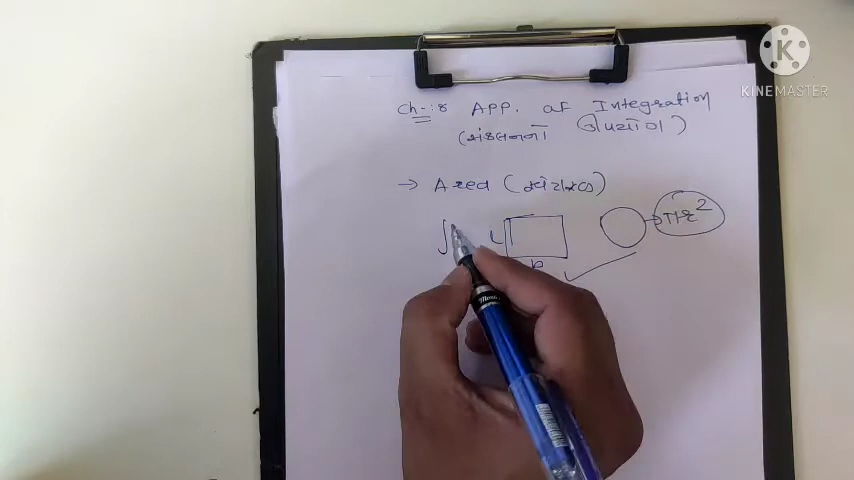 K
KINEMASTER
Ch-:8 APP. of Integration
(સંકલનનો ઉપયોગ)
→ Area (ક્ષેત્રફળ)
∫ L b πr²